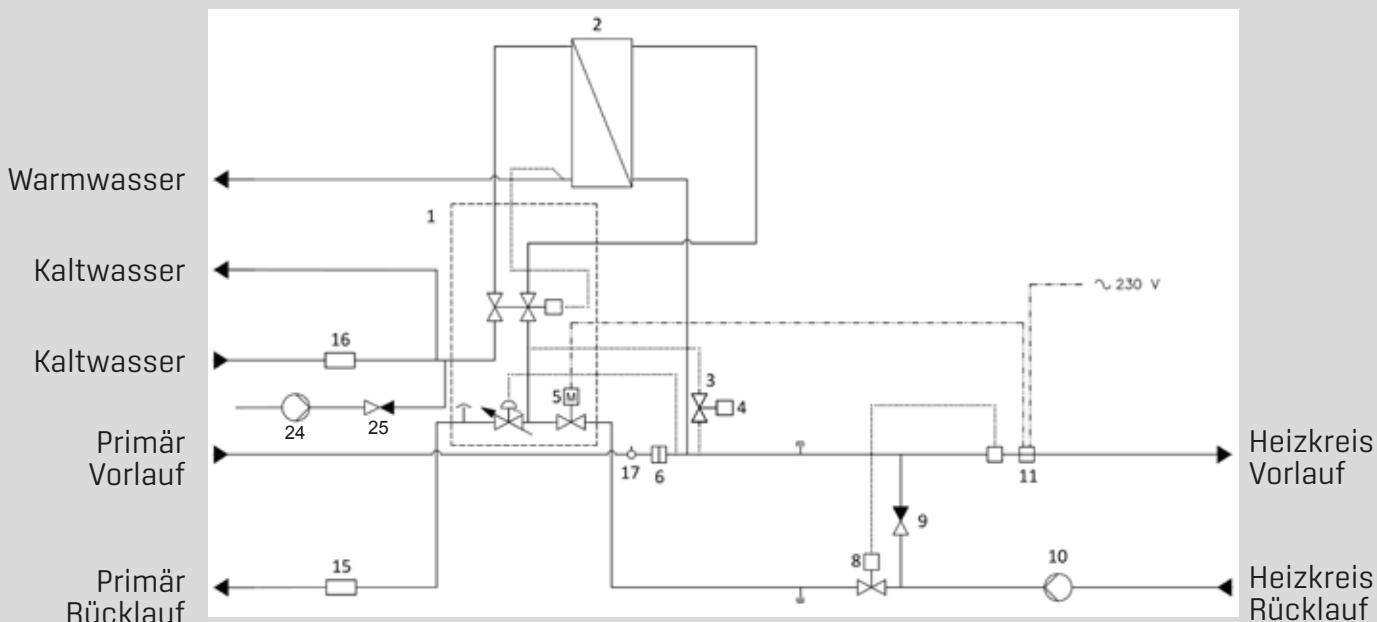 2
Warmwasser
1
Kaltwasser
~ 230 V
Kaltwasser
16
3
5 M
4
24
25
Primär
Vorlauf
17
6
11
Heizkreis
Vorlauf
9
8
10
15
Primär
Rücklauf
Heizkreis
Rücklauf